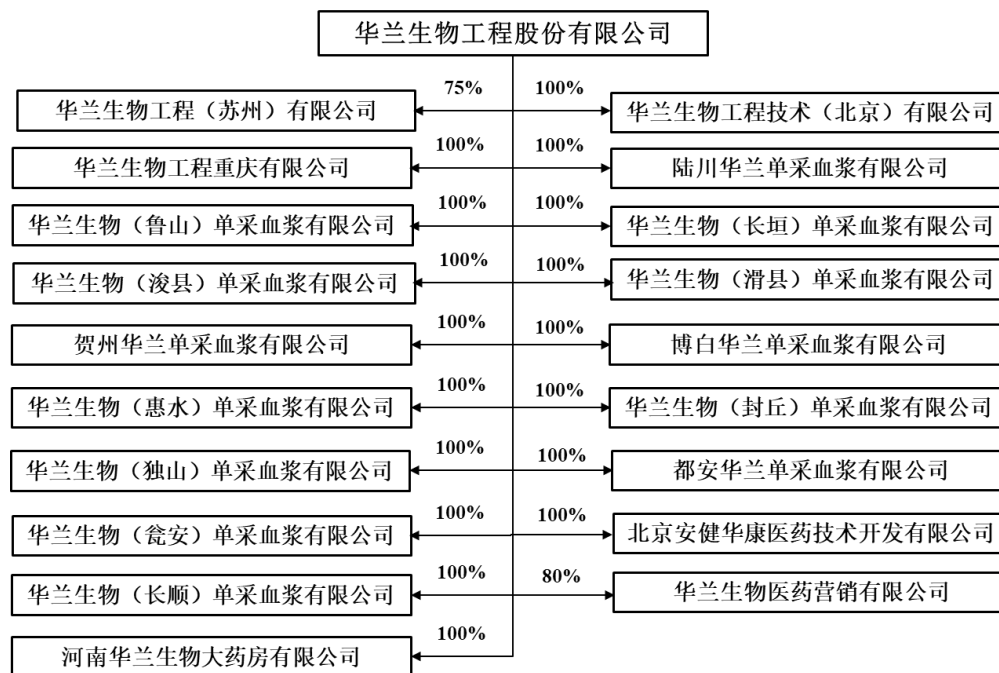 华兰生物工程股份有限公司
75%
100%
华兰生物工程（苏州）有限公司
华兰生物工程技术（北京）有限公司
100%
100%
华兰生物工程重庆有限公司
陆川华兰单采血浆有限公司
100%
100%
华兰生物（鲁山）单采血浆有限公司
华兰生物（长垣）单采血浆有限公司
100%
100%
华兰生物（浚县）单采血浆有限公司
华兰生物（滑县）单采血浆有限公司
100%
100%
贺州华兰单采血浆有限公司
博白华兰单采血浆有限公司
100%
100%
华兰生物（惠水）单采血浆有限公司
华兰生物（封丘）单采血浆有限公司
100%
100%
华兰生物（独山）单采血浆有限公司
都安华兰单采血浆有限公司
100%
100%
华兰生物（瓮安）单采血浆有限公司
北京安健华康医药技术开发有限公司
100%
80%
华兰生物（长顺）单采血浆有限公司
华兰生物医药营销有限公司
100%
河南华兰生物大药房有限公司